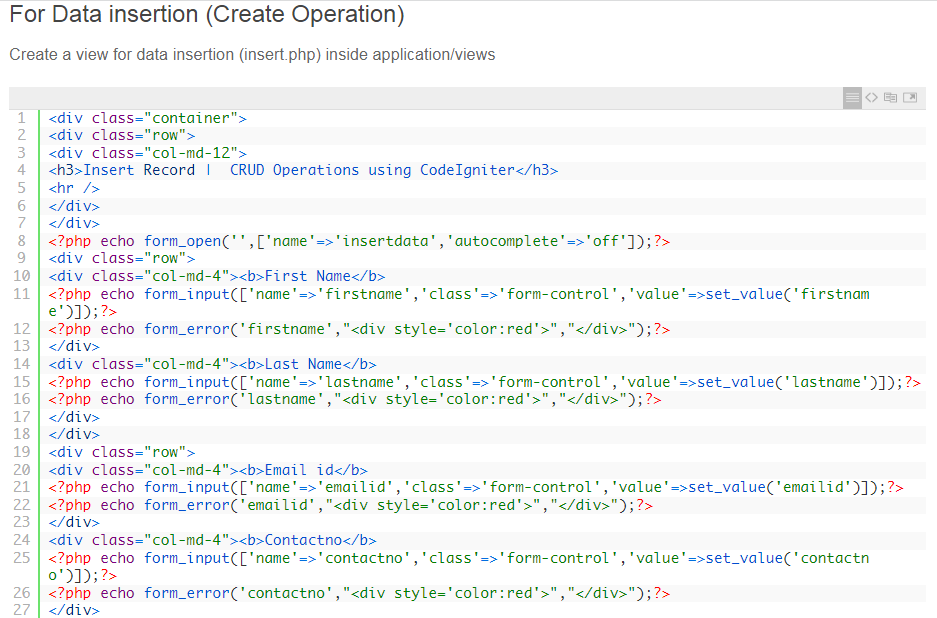 For Data insertion (Create Operation)
Create a view for data insertion (insert.php) inside application/views
1 <div class="container">
2 <div class="row">
3 <div class="col-md-12">
4 <h3>Insert Record |  CRUD Operations using CodeIgniter</h3>
5 <hr />
6 </div>
7 </div>
8 <?php echo form_open('',['name'=>'insertdata','autocomplete'=>'off']);?>
9 <div class="row">
10 <div class="col-md-4"><b>First Name</b>
11 <?php echo form_input(['name'=>'firstname','class'=>'form-control','value'=>set_value('firstnam
e')]);?>
12 <?php echo form_error('firstname',"<div style='color:red'>","</div>");?>
13 </div>
14 <div class="col-md-4"><b>Last Name</b>
15 <?php echo form_input(['name'=>'lastname','class'=>'form-control','value'=>set_value('lastname')]);?>
16 <?php echo form_error('lastname',"<div style='color:red'>","</div>");?>
17 </div>
18 </div>
19 <div class="row">
20 <div class="col-md-4"><b>Email id</b>
21 <?php echo form_input(['name'=>'emailid','class'=>'form-control','value'=>set_value('emailid')]);?>
22 <?php echo form_error('emailid',"<div style='color:red'>","</div>");?>
23 </div>
24 <div class="col-md-4"><b>Contactno</b>
25 <?php echo form_input(['name'=>'contactno','class'=>'form-control','value'=>set_value('contactn
o')]);?>
26 <?php echo form_error('contactno',"<div style='color:red'>","</div>");?>
27 </div>